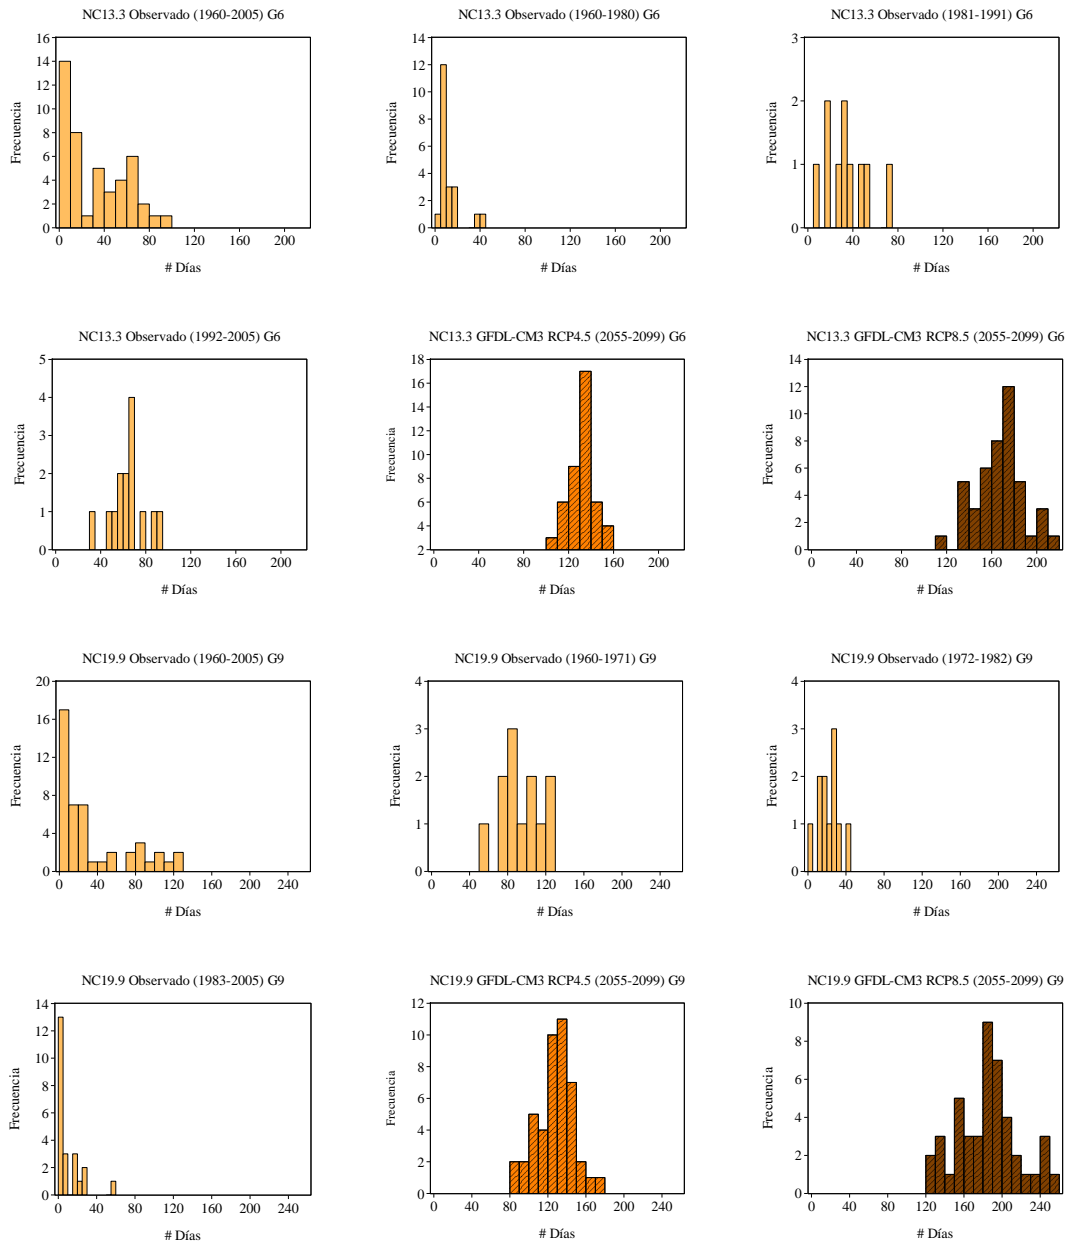 NC13.3 Observado (1960-2005) G6
16
14
12
10
8
6
4
2
0
Frecuencia
0 40 80 120 160 200
# Días
NC13.3 Observado (1960-1980) G6
14
12
10
8
6
4
2
0
Frecuencia
0 40 80 120 160 200
# Días
NC13.3 Observado (1981-1991) G6
3
2
1
0
Frecuencia
0 40 80 120 160 200
# Días
NC13.3 Observado (1992-2005) G6
5
4
3
2
1
0
Frecuencia
0 40 80 120 160 200
# Días
NC13.3 GFDL-CM3 RCP4.5 (2055-2099) G6
18
16
14
12
10
8
6
4
2
Frecuencia
0 40 80 120 160 200
# Días
NC13.3 GFDL-CM3 RCP8.5 (2055-2099) G6
14
12
10
8
6
4
2
0
Frecuencia
0 40 80 120 160 200
# Días
NC19.9 Observado (1960-2005) G9
20
16
12
8
4
0
Frecuencia
0 40 80 120 160 200 240
# Días
NC19.9 Observado (1960-1971) G9
4
3
2
1
0
Frecuencia
0 40 80 120 160 200 240
# Días
NC19.9 Observado (1972-1982) G9
4
3
2
1
0
Frecuencia
0 40 80 120 160 200 240
# Días
NC19.9 Observado (1983-2005) G9
14
12
10
8
6
4
2
0
Frecuencia
0 40 80 120 160 200 240
# Días
NC19.9 GFDL-CM3 RCP4.5 (2055-2099) G9
12
10
8
6
4
2
0
Frecuencia
0 40 80 120 160 200 240
# Días
NC19.9 GFDL-CM3 RCP8.5 (2055-2099) G9
10
8
6
4
2
0
Frecuencia
0 40 80 120 160 200 240
# Días